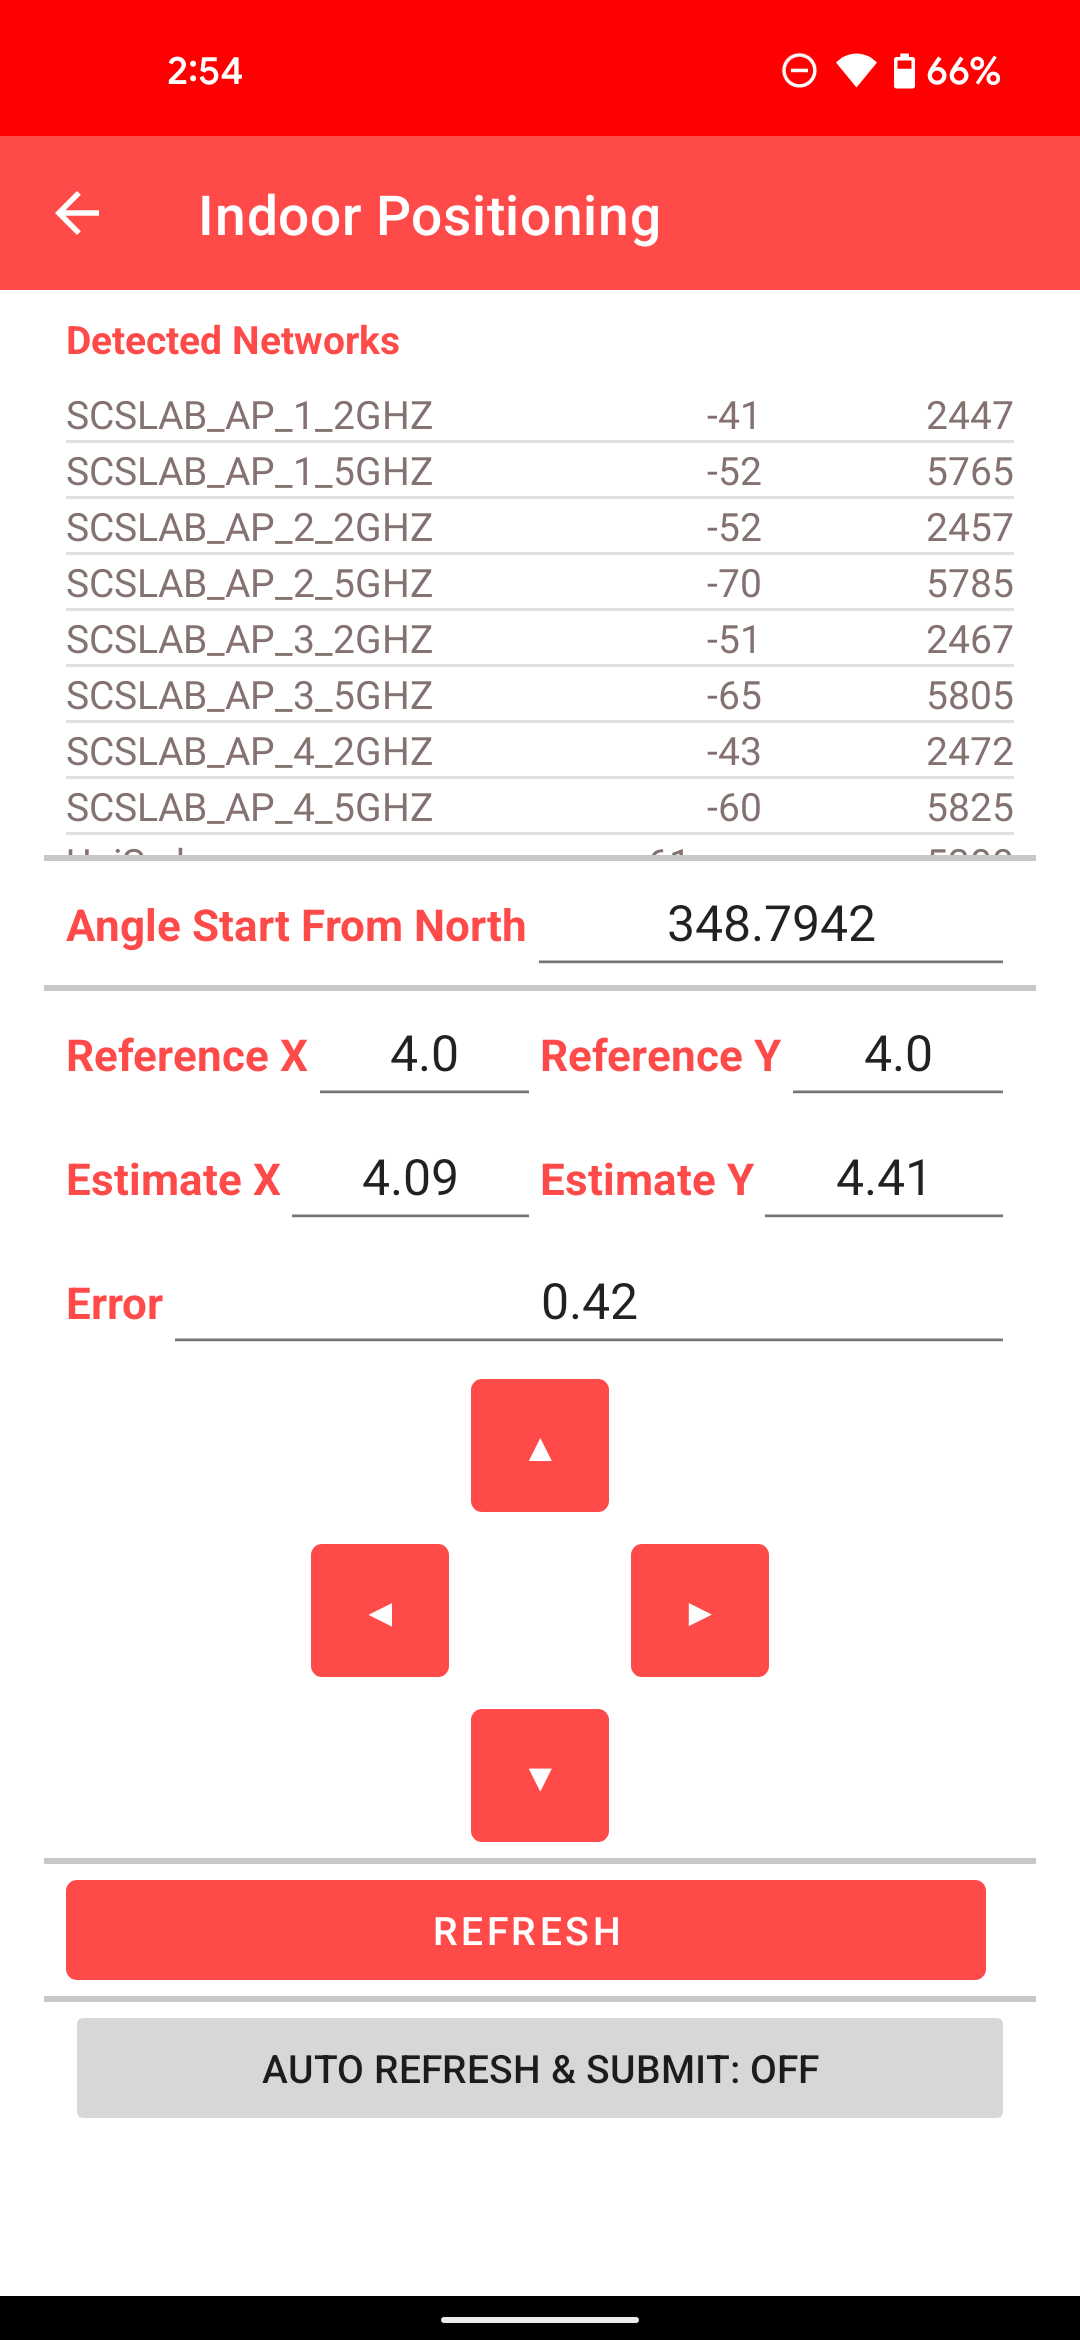 2:54 66%
Indoor Positioning
Detected Networks
SCSLAB_AP_1_2GHZ -41 2447
SCSLAB_AP_1_5GHZ -52 5765
SCSLAB_AP_2_2GHZ -52 2457
SCSLAB_AP_2_5GHZ -70 5785
SCSLAB_AP_3_2GHZ -51 2467
SCSLAB_AP_3_5GHZ -65 5805
SCSLAB_AP_4_2GHZ -43 2472
SCSLAB_AP_4_5GHZ -60 5825
Angle Start From North 348.7942
Reference X 4.0 Reference Y 4.0
Estimate X 4.09 Estimate Y 4.41
Error 0.42
REFRESH
AUTO REFRESH & SUBMIT: OFF